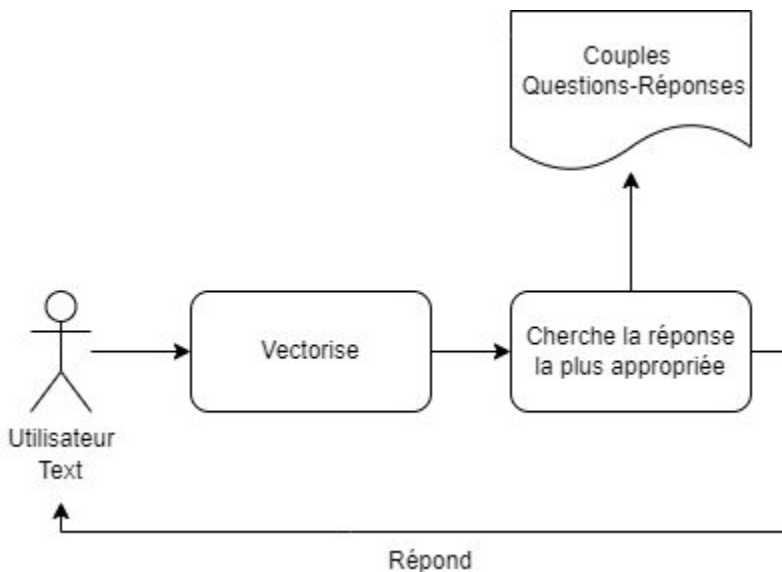 Couples
Questions-Réponses
Vectorise
Cherche la réponse
la plus appropriée
Utilisateur
Text
Répond